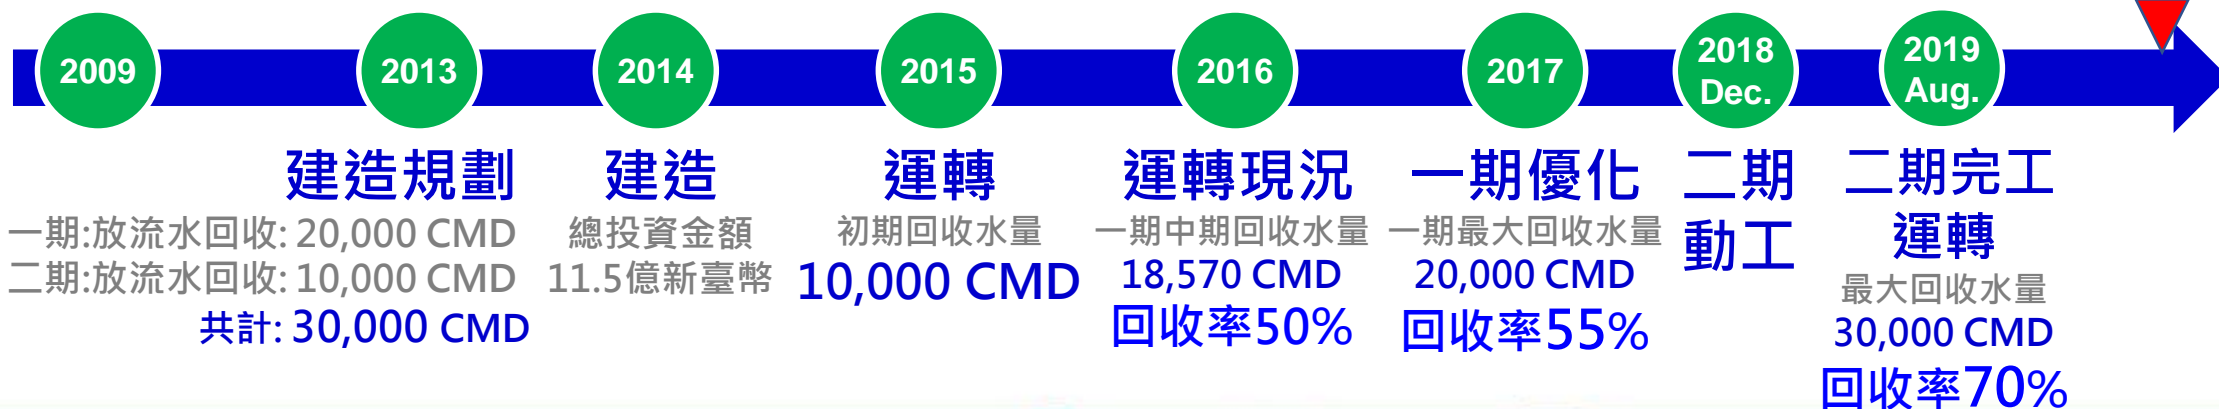 2009
2013
2014
2015
2016
2017
2018
Dec.
2019
Aug.
建造規劃
一期:放流水回收: 20,000 CMD
二期:放流水回收: 10,000 CMD
共計: 30,000 CMD
建造
總投資金額
11.5億新臺幣
運轉
初期回收水量
10,000 CMD
運轉現況
一期中期回收水量
18,570 CMD
回收率50%
一期優化
一期最大回收水量
20,000 CMD
回收率55%
二期
動工
二期完工
運轉
最大回收水量
30,000 CMD
回收率70%